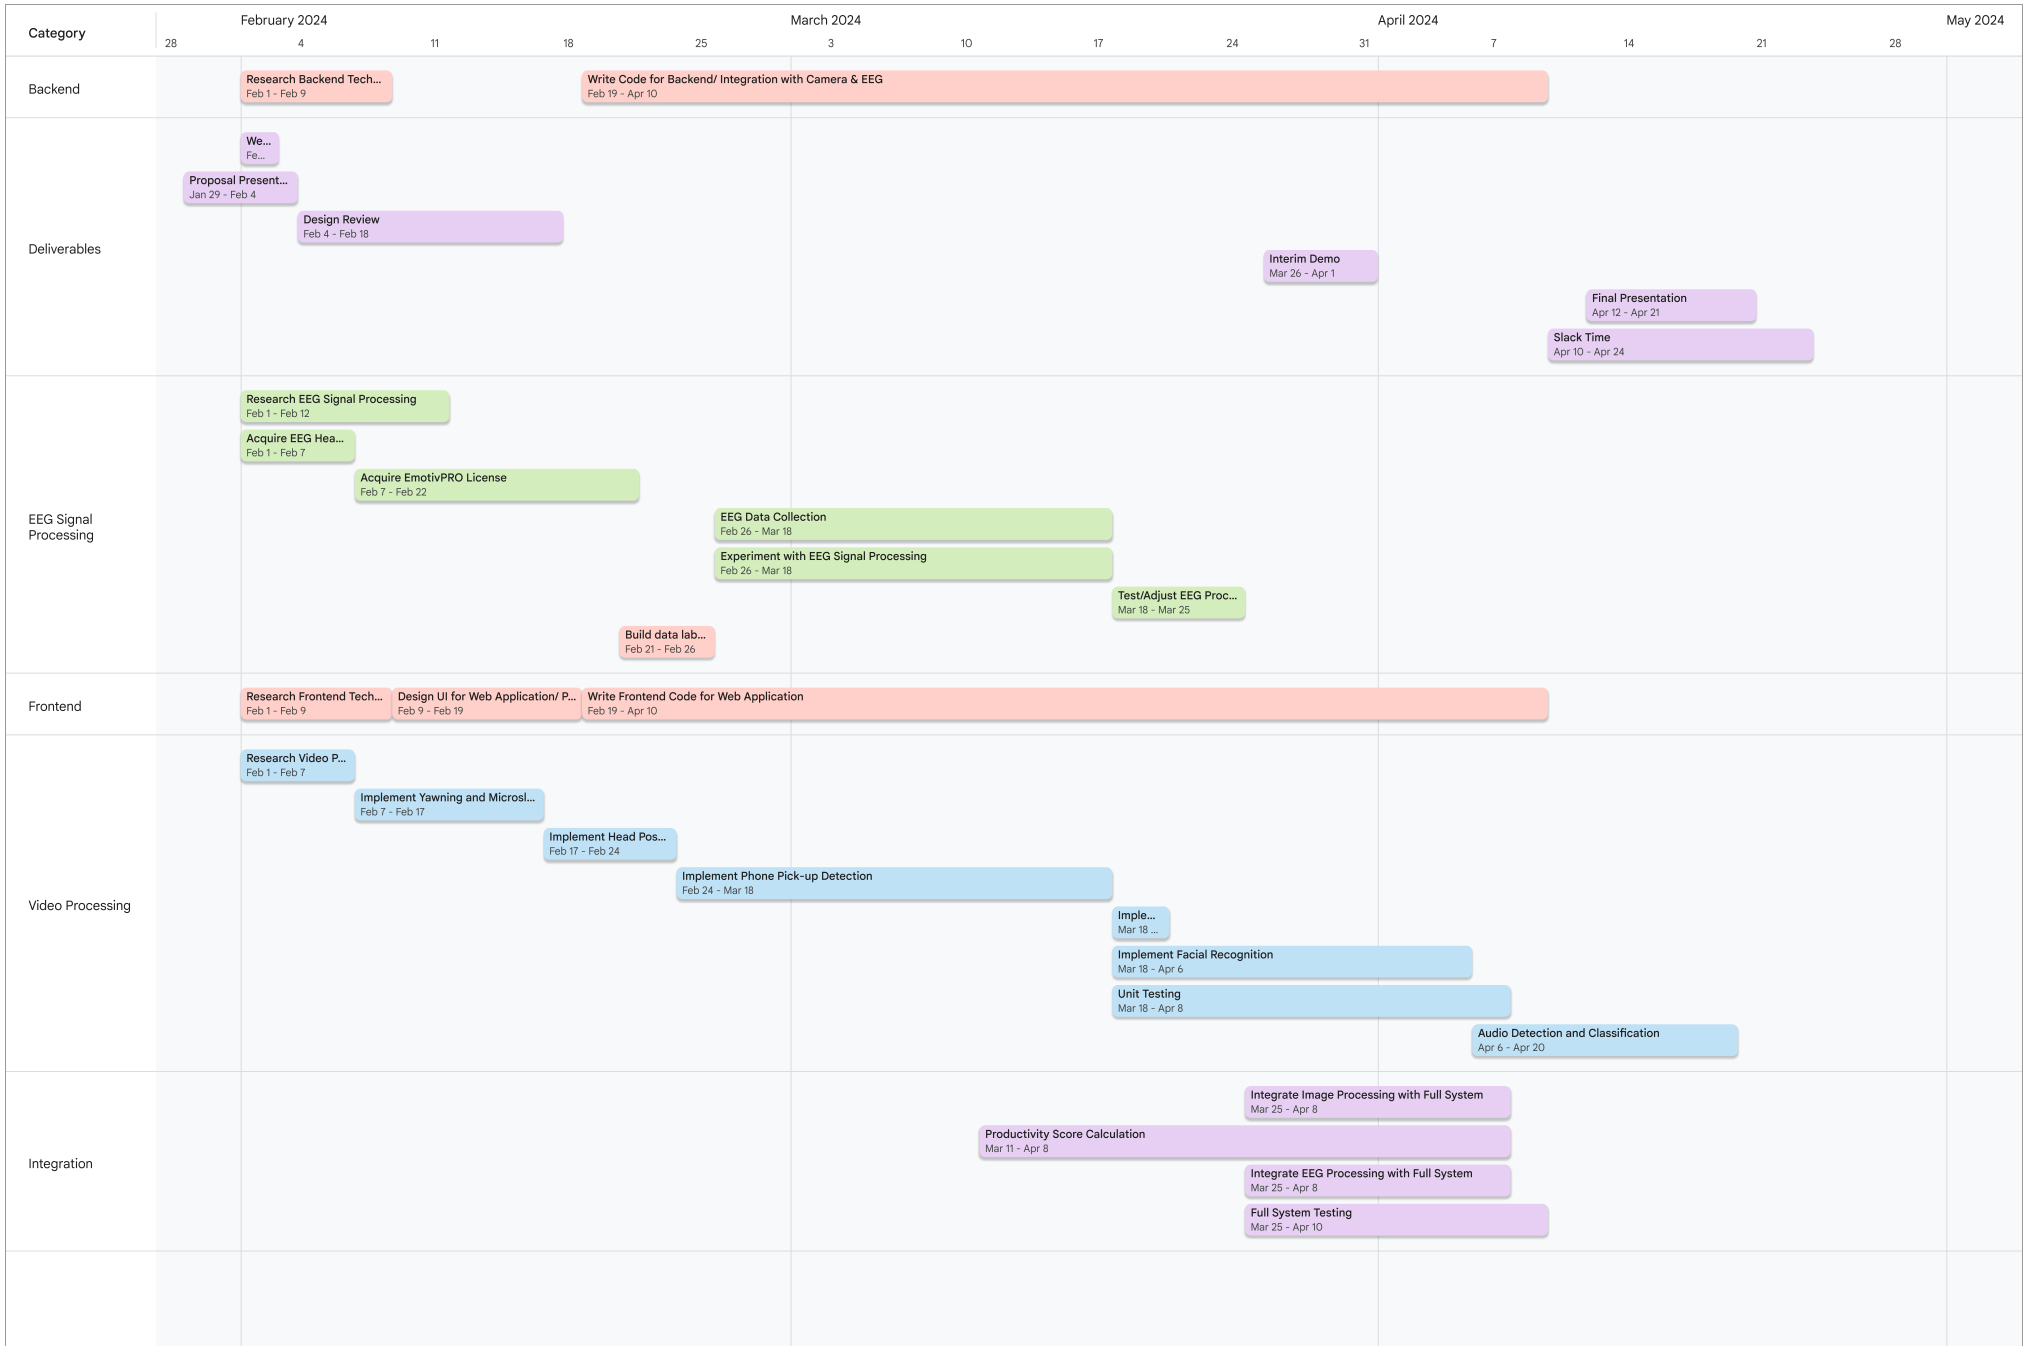 Category
February 2024
March 2024
April 2024
May 2024
28
4
11
18
25
3
10
17
24
31
7
14
21
28
Backend
Research Backend Tech...
Feb 1 - Feb 9
Write Code for Backend/ Integration with Camera & EEG
Feb 19 - Apr 10
Deliverables
We...
Fe...
Proposal Present...
Jan 29 - Feb 4
Design Review
Feb 4 - Feb 18
Interim Demo
Mar 26 - Apr 1
Final Presentation
Apr 12 - Apr 21
Slack Time
Apr 10 - Apr 24
EEG Signal
Processing
Research EEG Signal Processing
Feb 1 - Feb 12
Acquire EEG Hea...
Feb 1 - Feb 7
Acquire EmotivPRO License
Feb 7 - Feb 22
EEG Data Collection
Feb 26 - Mar 18
Experiment with EEG Signal Processing
Feb 26 - Mar 18
Test/Adjust EEG Proc...
Mar 18 - Mar 25
Build data lab...
Feb 21 - Feb 26
Frontend
Research Frontend Tech...
Feb 1 - Feb 9
Design UI for Web Application/ P...
Feb 9 - Feb 19
Write Frontend Code for Web Application
Feb 19 - Apr 10
Video Processing
Research Video P...
Feb 1 - Feb 7
Implement Yawning and Microsl...
Feb 7 - Feb 17
Implement Head Pos...
Feb 17 - Feb 24
Implement Phone Pick-up Detection
Feb 24 - Mar 18
Imple...
Mar 18 ...
Implement Facial Recognition
Mar 18 - Apr 6
Unit Testing
Mar 18 - Apr 8
Audio Detection and Classification
Apr 6 - Apr 20
Integration
Integrate Image Processing with Full System
Mar 25 - Apr 8
Productivity Score Calculation
Mar 11 - Apr 8
Integrate EEG Processing with Full System
Mar 25 - Apr 8
Full System Testing
Mar 25 - Apr 10